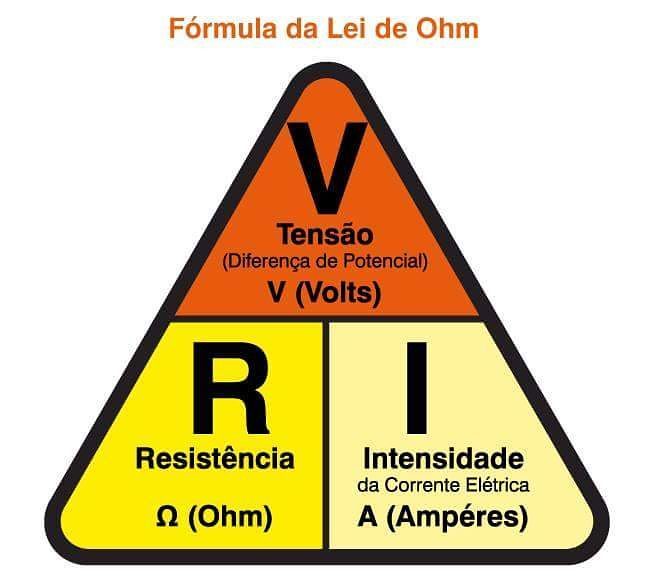 Fórmula da Lei de Ohm
V
Tensão
(Diferença de Potencial)
V (Volts)
R
Resistência
Ω (Ohm)
I
Intensidade
da Corrente Elétrica
A (Ampéres)